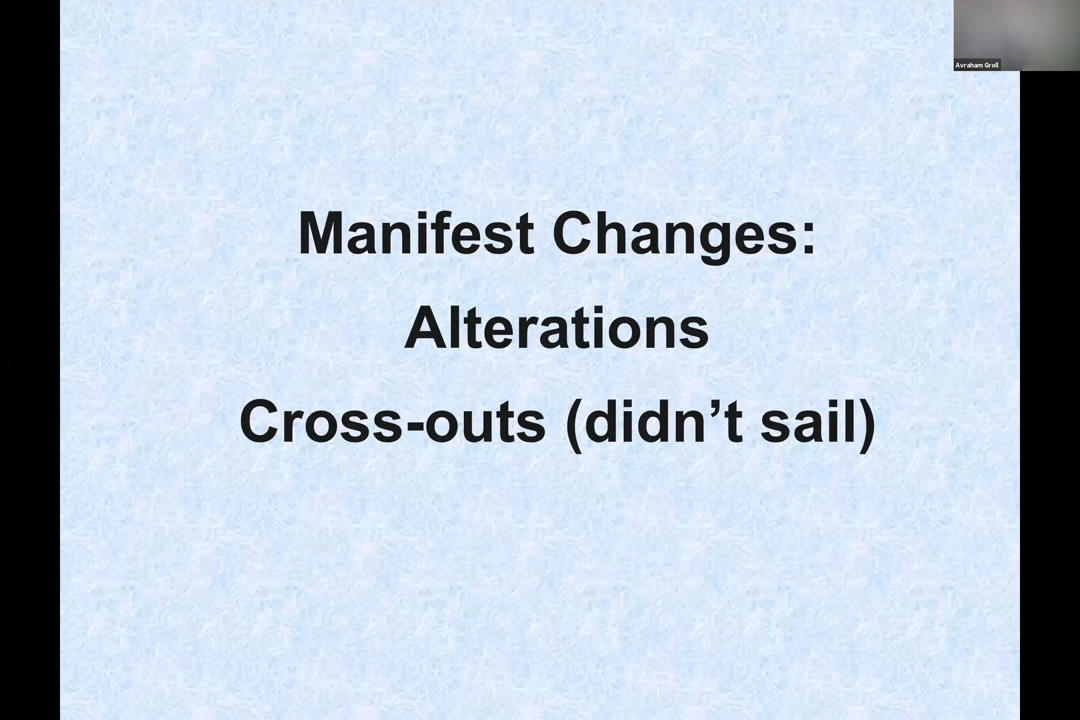 Avraham Groll
Manifest Changes:
Alterations
Cross-outs (didn’t sail)